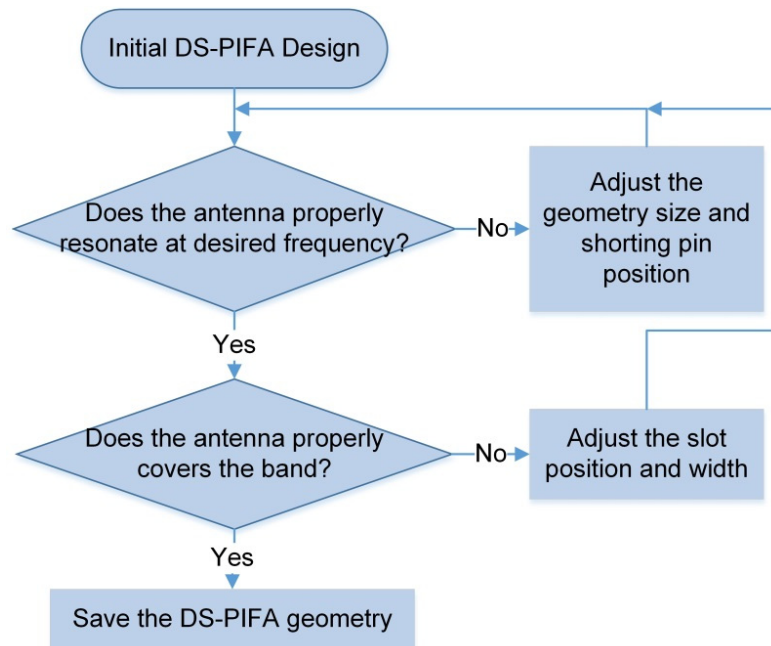 Initial DS-PIFA Design
Does the antenna properly
resonate at desired frequency?
No
Adjust the
geometry size and
shorting pin
position
Yes
Does the antenna properly
covers the band?
No
Adjust the slot
position and width
Yes
Save the DS-PIFA geometry